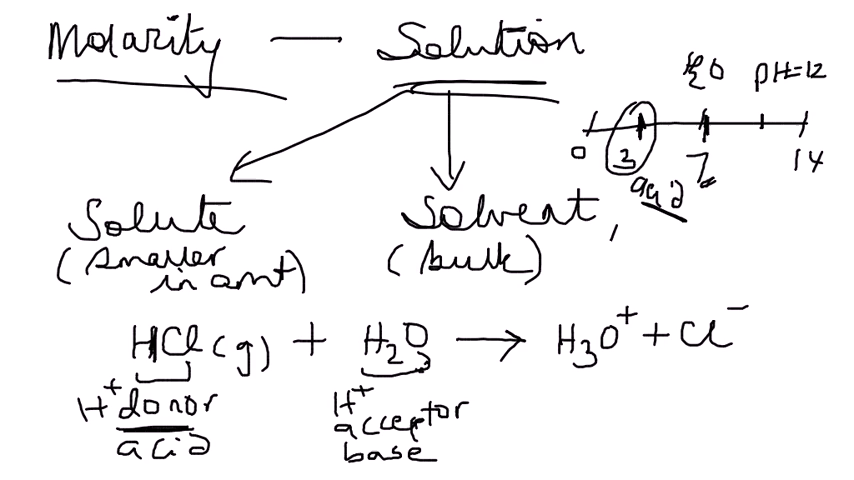 Molarity — Solution
H2O pH=12
0 3 7 14
acid
Solute Solvent,
(smaller in amt) (bulk)
HCl(g) + H₂O → H₃O⁺ + Cl⁻
H⁺ donor H⁺ acceptor
acid base